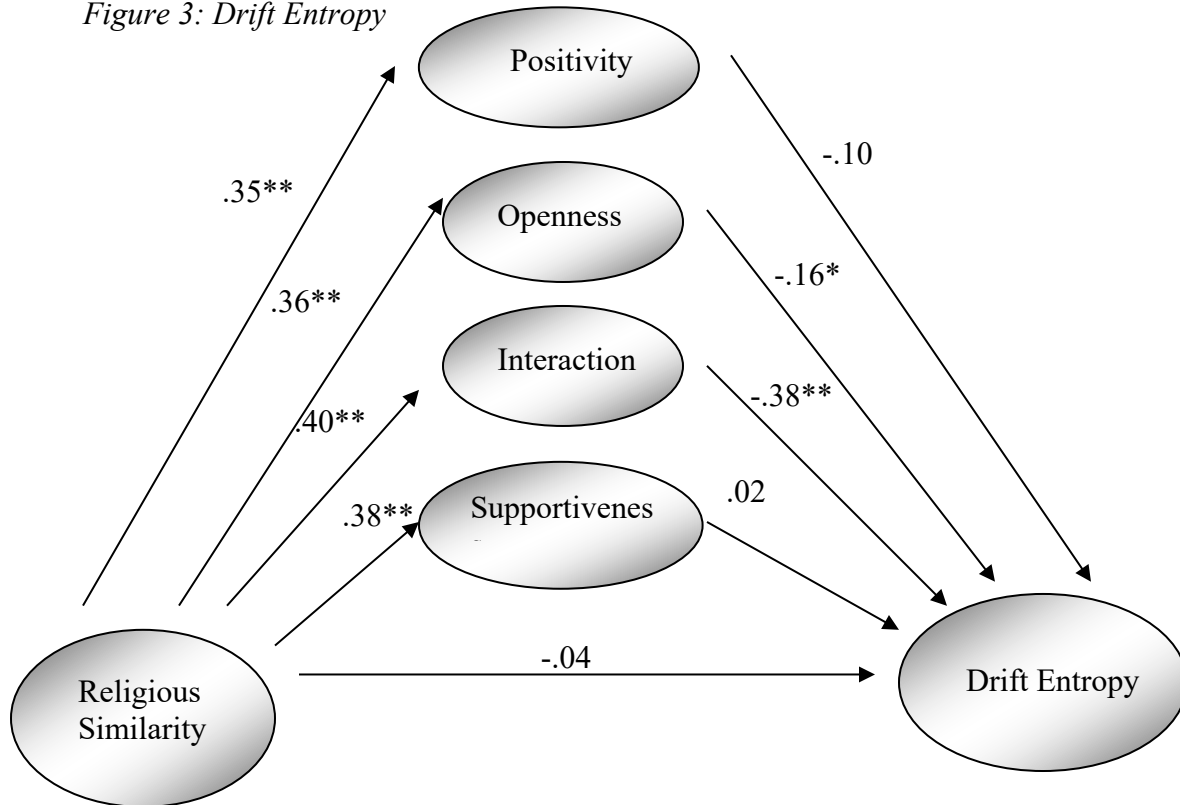 Figure 3: Drift Entropy
Positivity
-.10
.35**
Openness
-.16*
.36**
Interaction
-.38**
.40**
Supportivenes
.02
.38**
-.04
Religious
Similarity
Drift Entropy